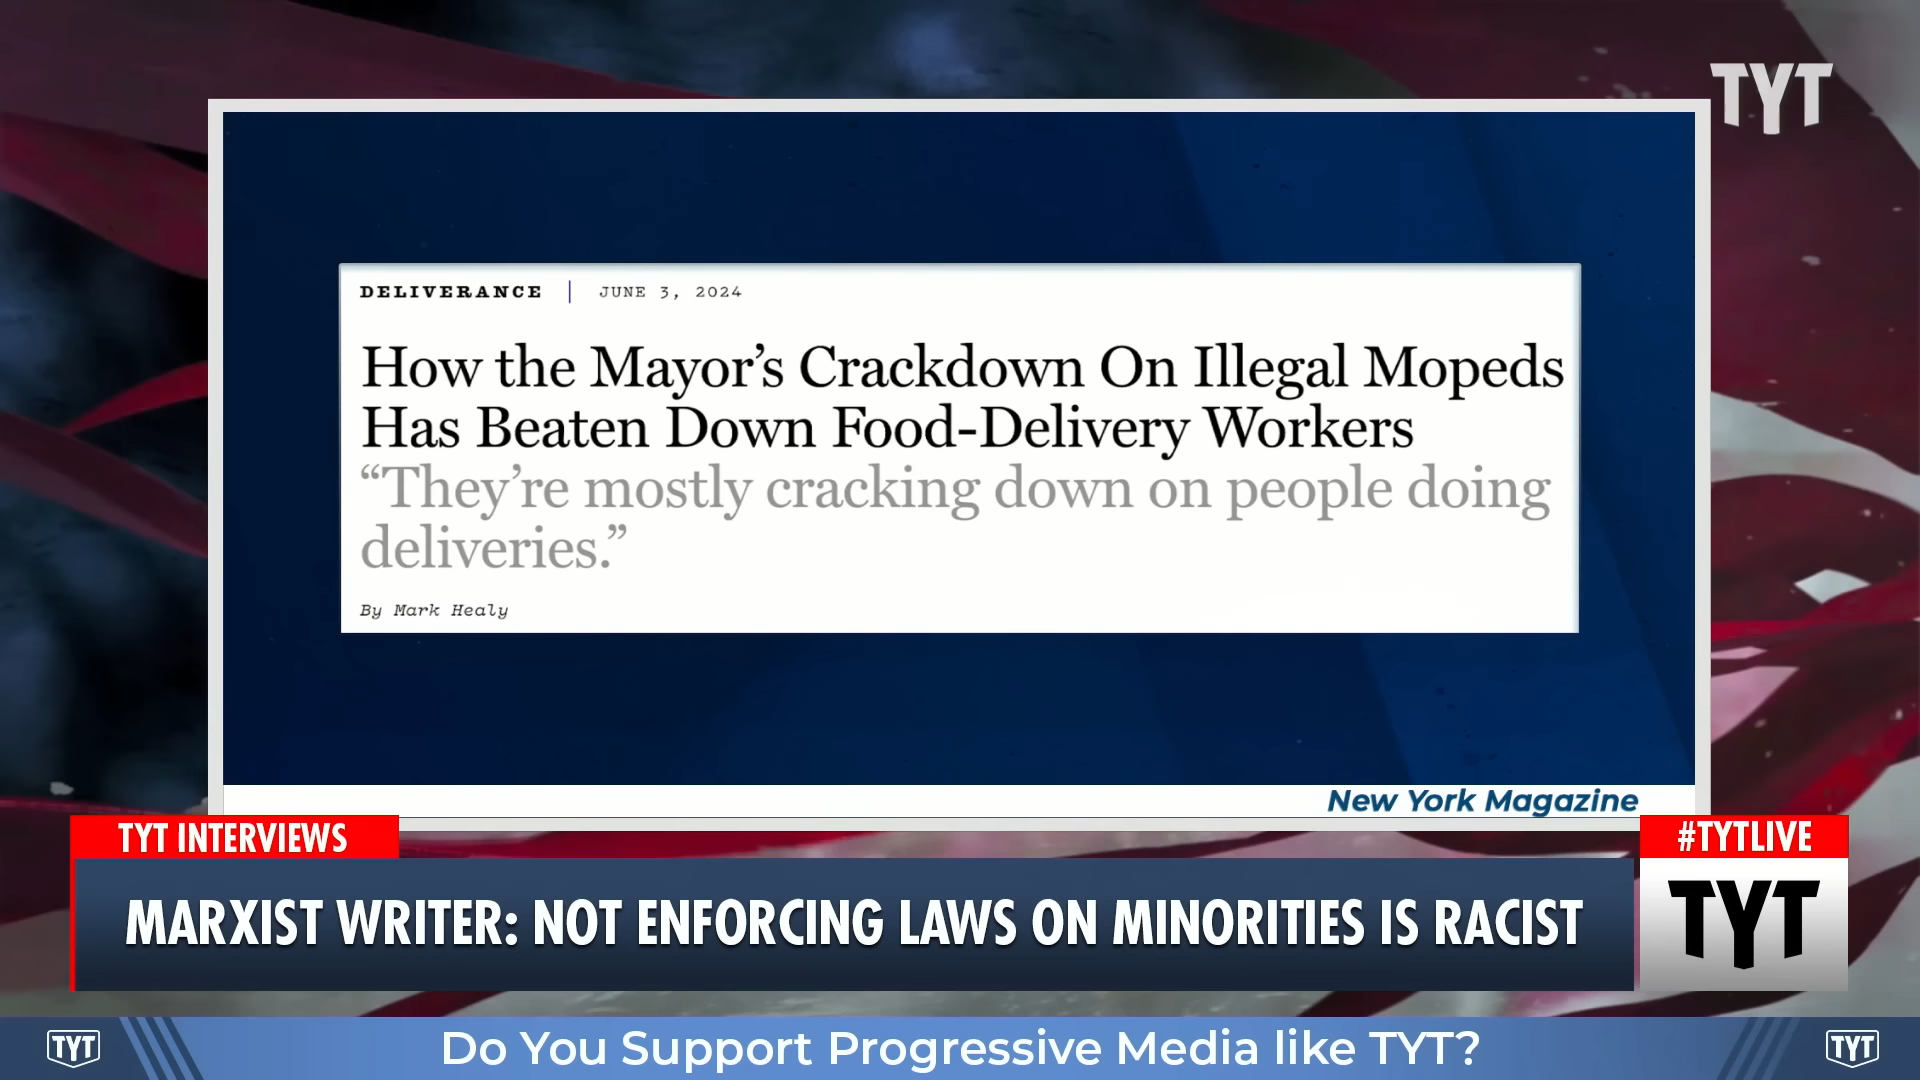 TYT
DELIVERANCE | JUNE 3, 2024
How the Mayor’s Crackdown On Illegal Mopeds
Has Beaten Down Food-Delivery Workers
“They’re mostly cracking down on people doing
deliveries.”
By Mark Healy
New York Magazine
TYT INTERVIEWS
#TYTLIVE
MARXIST WRITER: NOT ENFORCING LAWS ON MINORITIES IS RACIST
TYT
TYT
Do You Support Progressive Media like TYT?
TYT